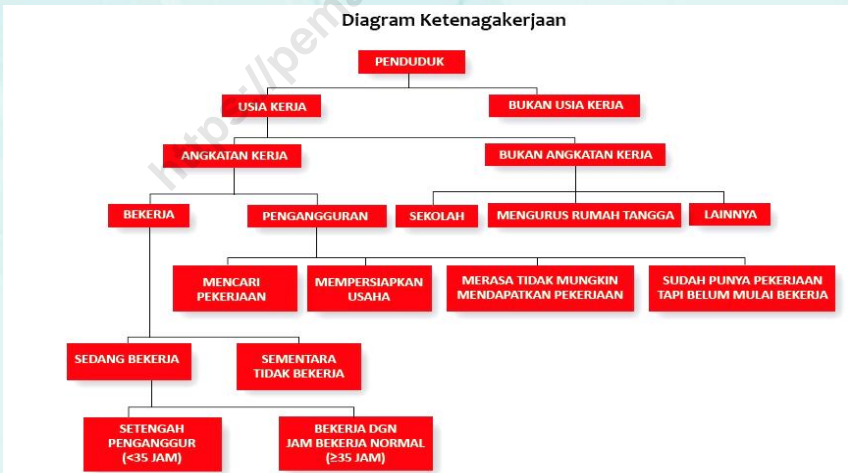 Diagram Ketenagakerjaan
PENDUDUK
USIA KERJA
BUKAN USIA KERJA
ANGKATAN KERJA
BUKAN ANGKATAN KERJA
BEKERJA
PENGANGGURAN
SEKOLAH
MENGURUS RUMAH TANGGA
LAINNYA
MENCARI
PEKERJAAN
MEMPERSIAPKAN
USAHA
MERASA TIDAK MUNGKIN
MENDAPATKAN PEKERJAAN
SUDAH PUNYA PEKERJAAN
TAPI BELUM MULAI BEKERJA
SEDANG BEKERJA
SEMENTARA
TIDAK BEKERJA
SETENGAH
PENGANGGUR
(<35 JAM)
BEKERJA DGN
JAM BEKERJA NORMAL
(≥35 JAM)
https://pema